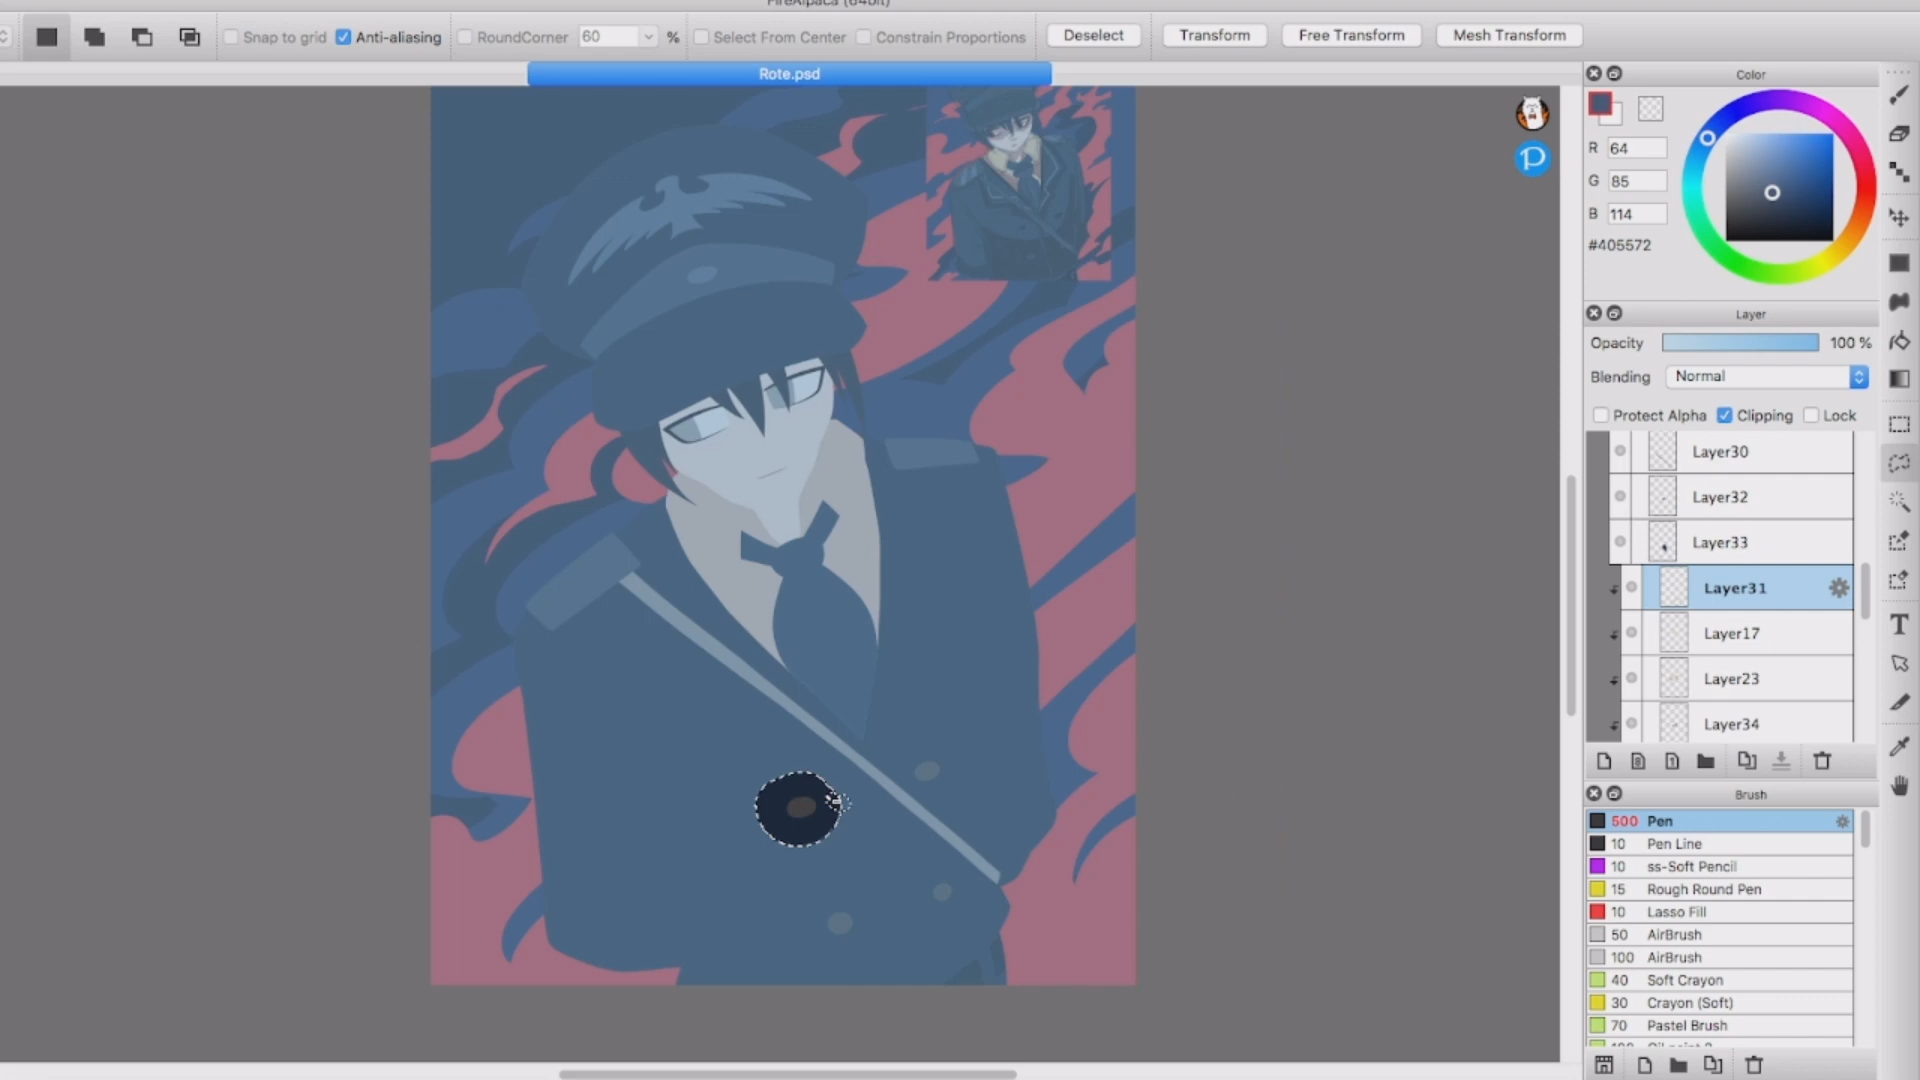 FireAlpaca (64bit)
Snap to grid Anti-aliasing RoundCorner 60 % Select From Center Constrain Proportions Deselect Transform Free Transform Mesh Transform
Rote.psd
Color
R 64
G 85
B 114
#405572
Layer
Opacity 100 %
Blending Normal
Protect Alpha Clipping Lock
Layer30
Layer32
Layer33
Layer31
Layer17
Layer23
Layer34
Brush
500 Pen
10 Pen Line
10 ss-Soft Pencil
15 Rough Round Pen
10 Lasso Fill
50 AirBrush
100 AirBrush
40 Soft Crayon
30 Crayon (Soft)
70 Pastel Brush